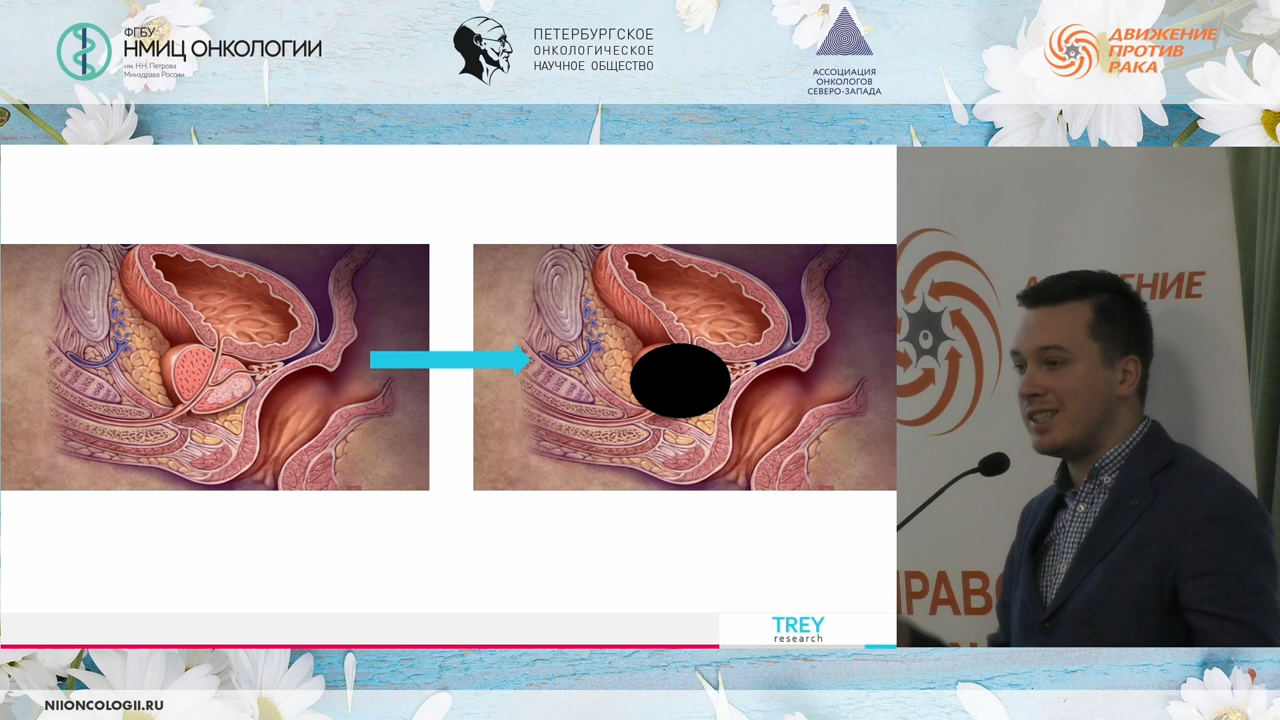 ФГБУ
НМИЦ ОНКОЛОГИИ
им. Н.Н. Петрова
Минздрава России
ПЕТЕРБУРГСКОЕ
ОНКОЛОГИЧЕСКОЕ
НАУЧНОЕ ОБЩЕСТВО
АССОЦИАЦИЯ
ОНКОЛОГОВ
СЕВЕРО-ЗАПАДА
ДВИЖЕНИЕ
ПРОТИВ
РАКА
TREY
research
NIIONCOLOGII.RU